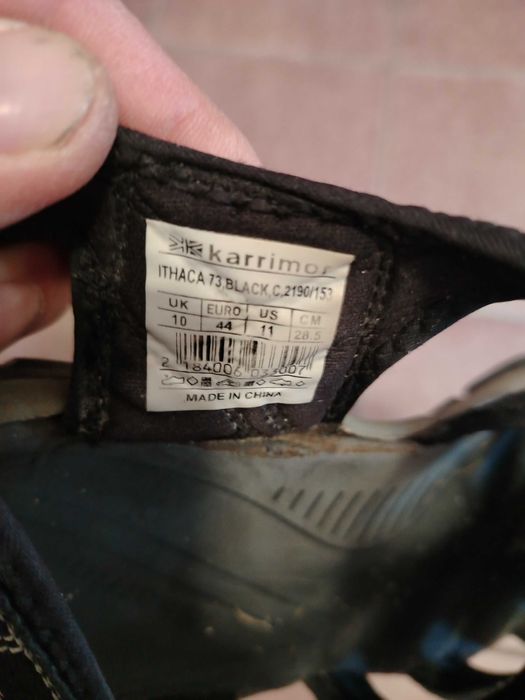 karrimor
ITHACA 73,BLACK,C,2190/153
UK EURO US CM
10 44 11 28.5
MADE IN CHINA